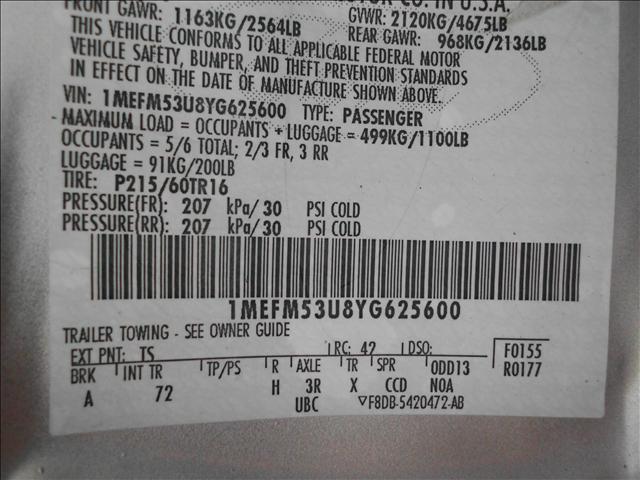 FRONT GAWR: 1163KG/2564LB
CO. IN U.S.A.
GVWR: 2120KG/4675LB
REAR GAWR: 968KG/2136LB
THIS VEHICLE CONFORMS TO ALL APPLICABLE FEDERAL MOTOR
VEHICLE SAFETY, BUMPER, AND THEFT PREVENTION STANDARDS
IN EFFECT ON THE DATE OF MANUFACTURE SHOWN ABOVE.
VIN: 1MEFM53U8YG625600 TYPE: PASSENGER
MAXIMUM LOAD = OCCUPANTS + LUGGAGE = 499KG/1100LB
OCCUPANTS = 5/6 TOTAL; 2/3 FR, 3 RR
LUGGAGE = 91KG/200LB
TIRE: P215/60TR16
PRESSURE(FR): 207 kPa/30 PSI COLD
PRESSURE(RR): 207 kPa/30 PSI COLD
1MEFM53U8YG625600
TRAILER TOWING - SEE OWNER GUIDE
EXT PNT: TS RC: 42 DSO: F0155
BRK INT TR TP/PS R AXLE TR SPR ODD13 R0177
A 72 H 3R X CCD NOA
UBC ▽F8DB-5420472-AB